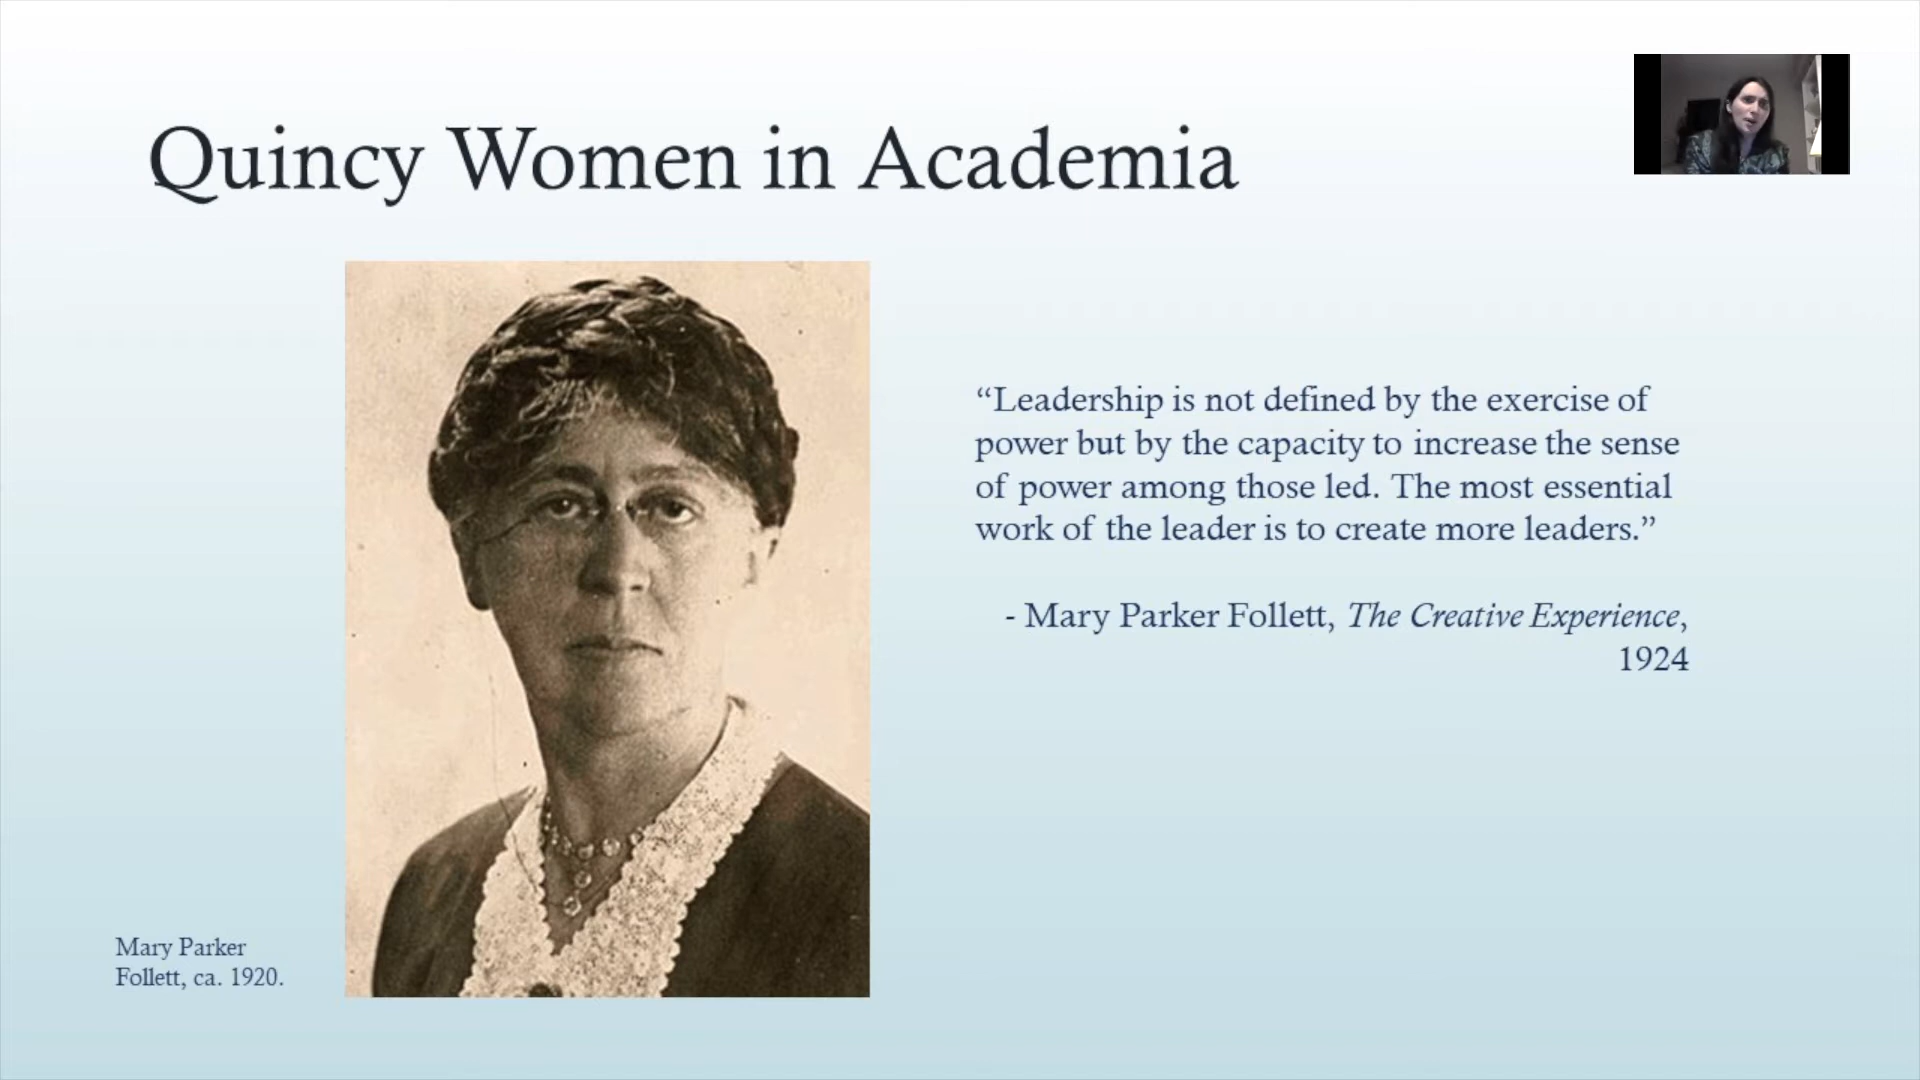 Quincy Women in Academia
“Leadership is not defined by the exercise of
power but by the capacity to increase the sense
of power among those led. The most essential
work of the leader is to create more leaders.”
- Mary Parker Follett, The Creative Experience,
1924
Mary Parker
Follett, ca. 1920.